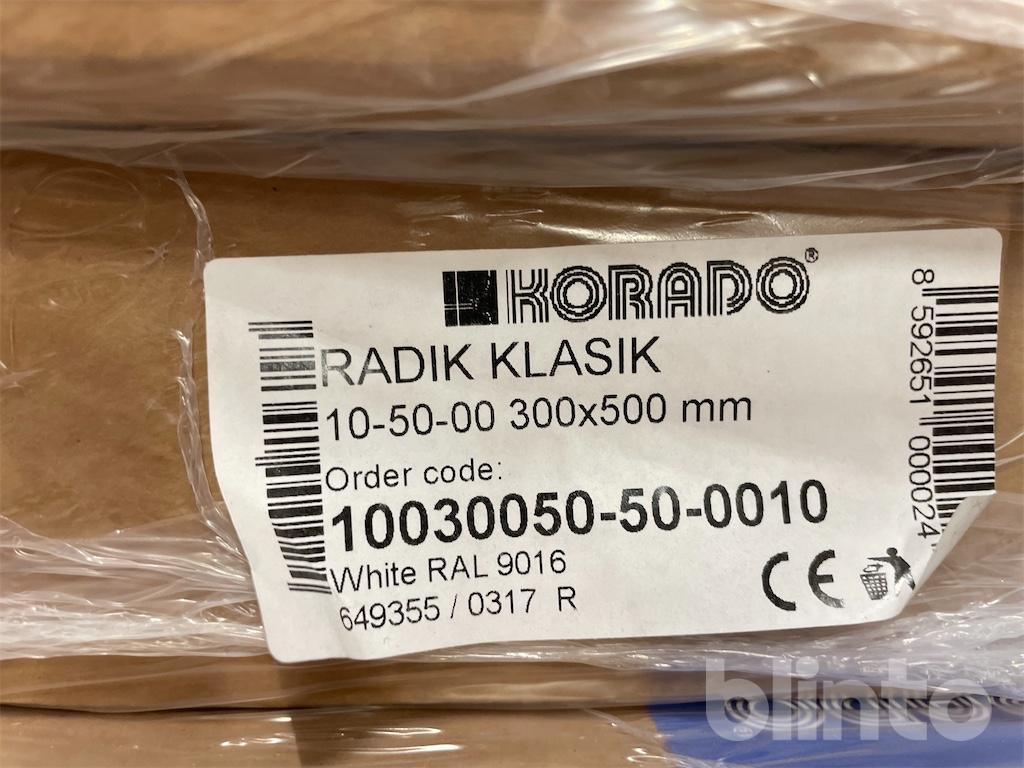 KORADO®
RADIK KLASIK
10-50-00 300x500 mm
Order code:
10030050-50-0010
White RAL 9016
649355 / 0317 R
CE
8 592651 000024
blinto